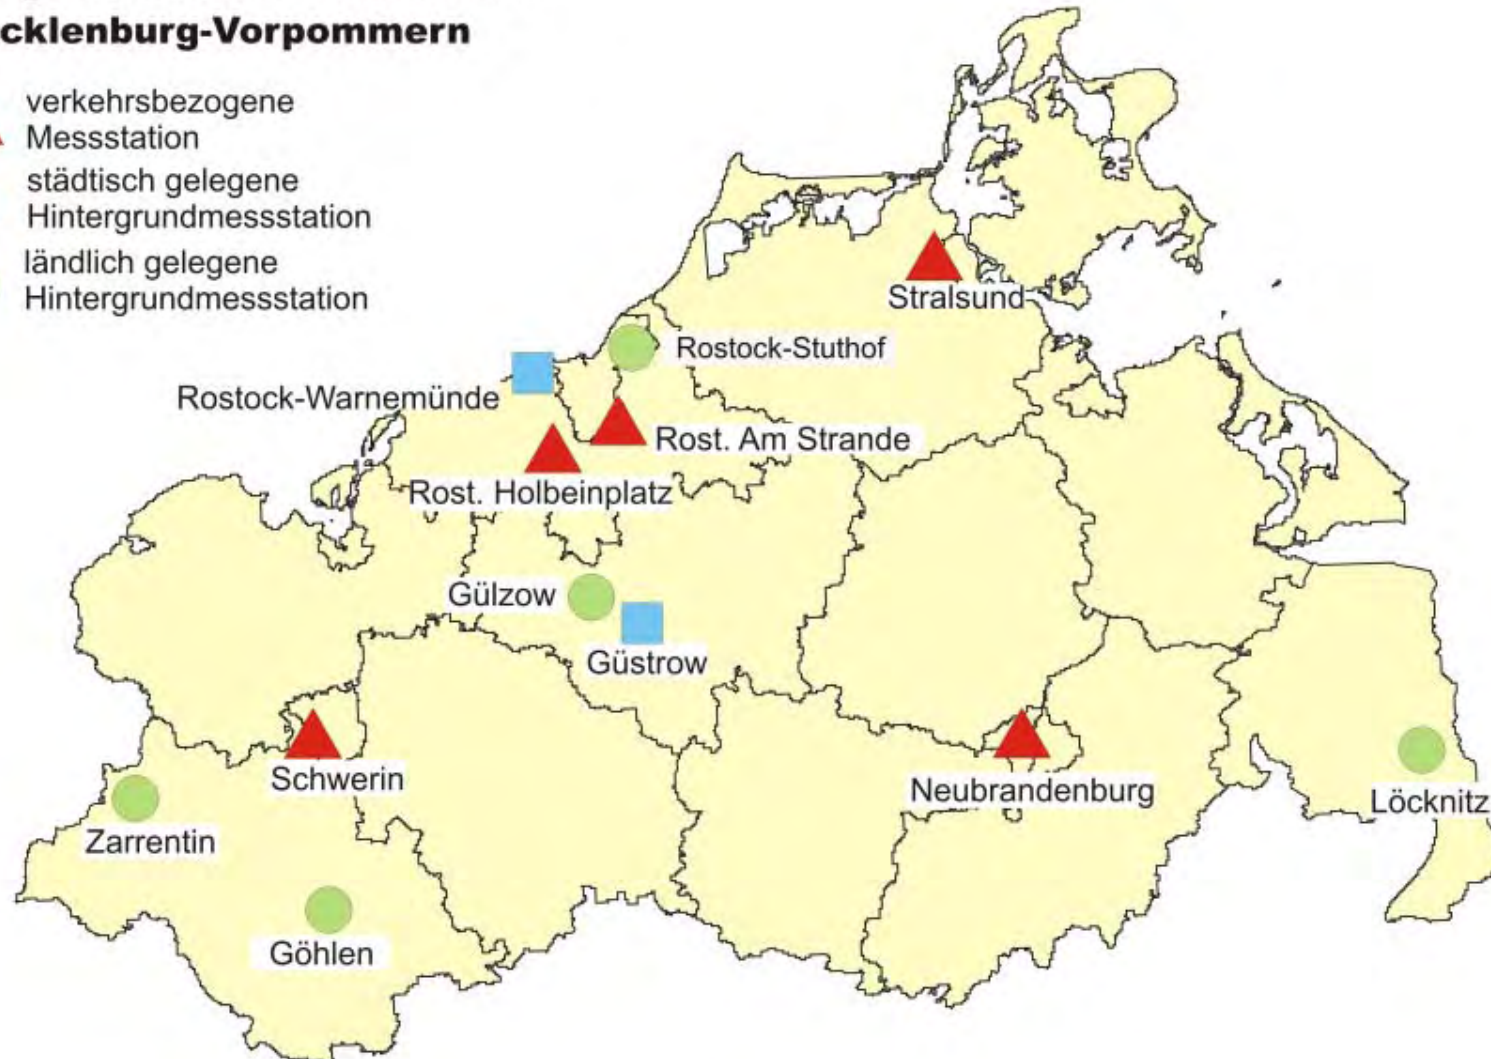 cklenburg-Vorpommern
verkehrsbezogene
Messstation
städtisch gelegene
Hintergrundmessstation
ländlich gelegene
Hintergrundmessstation
Stralsund
Rostock-Stuthof
Rostock-Warnemünde
Rost. Am Strande
Rost. Holbeinplatz
Gülzow
Güstrow
Schwerin
Neubrandenburg
Löcknitz
Zarrentin
Göhlen